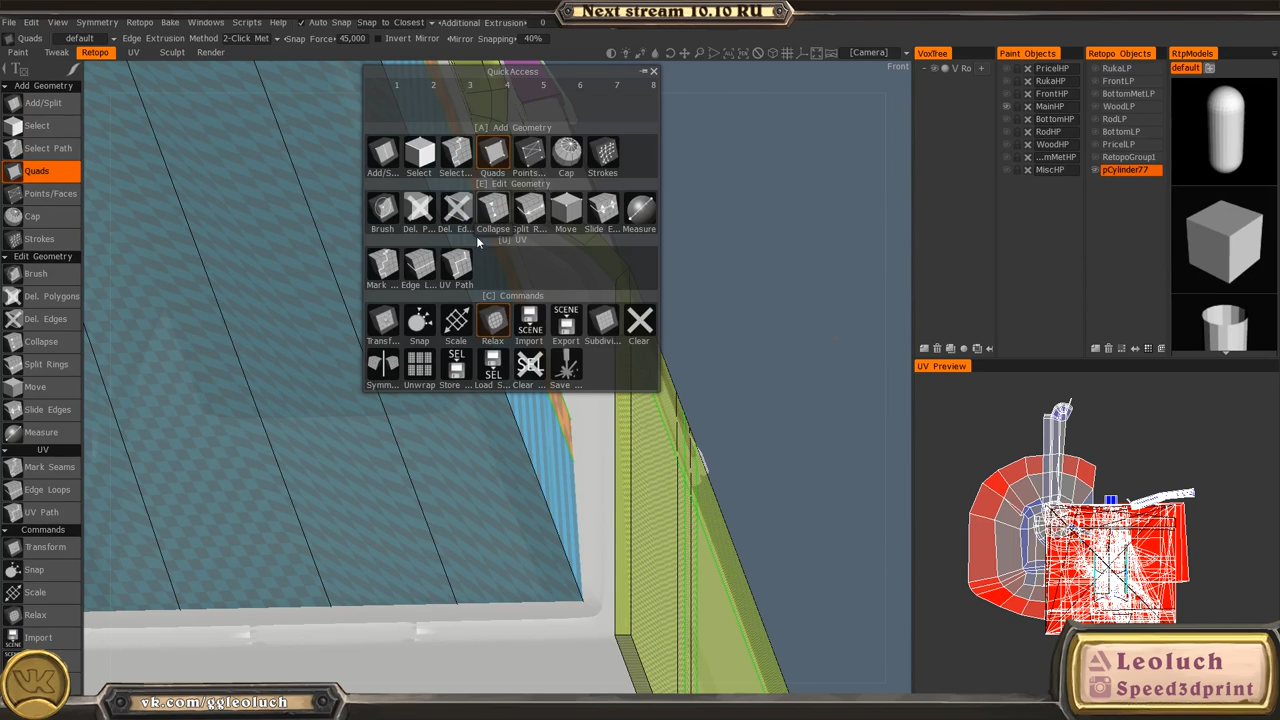 Next stream 10.10 RU
File Edit View Symmetry Retopo Bake Windows Scripts Help Auto Snap Snap to Closest Additional Extrusion 0
Quads default Edge Extrusion Method 2-Click Met Snap Force 45,000 Invert Mirror Mirror Snapping 40%
Paint Tweak Retopo UV Sculpt Render [Camera] VoxTree Paint Objects Retopo Objects RtpModels
Front
V Ro +
PricelHP
RukaHP
FrontHP
MainHP
BottomHP
RodHP
WoodHP
...mMetHP
MiscHP
RukaLP
FrontLP
BottomMetLP
WoodLP
RodLP
BottomLP
PricelLP
RetopoGroup1
pCylinder77
default
Add Geometry
Add/Split
Select
Select Path
Quads
Points/Faces
Cap
Strokes
Edit Geometry
Brush
Del. Polygons
Del. Edges
Collapse
Split Rings
Move
Slide Edges
Measure
UV
Mark Seams
Edge Loops
UV Path
Commands
Transform
Snap
Scale
Relax
Import
SCENE
QuickAccess
1 2 3 4 5 6 7 8
[A] Add Geometry
Add/S... Select Select... Quads Points... Cap Strokes
[E] Edit Geometry
Brush Del. P... Del. Ed... Collapse Split R... Move Slide E... Measure
[U] UV
Mark ... Edge L... UV Path
[C] Commands
SCENE SCENE
Transf... Snap Scale Relax Import Export Subdivi... Clear
SEL SEL SEL
Symm... Unwrap Store ... Load S... Clear ... Save ...
UV Preview
vk.com/ggleoluch
Leoluch
Speed3dprint